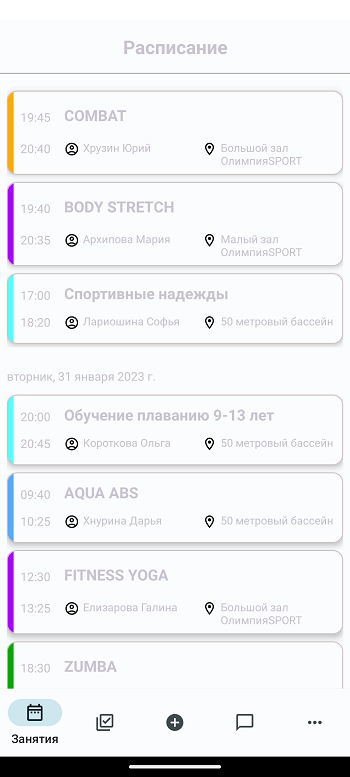 Расписание
19:45 COMBAT
20:40 Хрузин Юрий Большой зал
ОлимпияSPORT
19:40 BODY STRETCH
20:35 Архипова Мария Малый зал
ОлимпияSPORT
17:00 Спортивные надежды
18:20 Лариошина Софья 50 метровый бассейн
вторник, 31 января 2023 г.
20:00 Обучение плаванию 9-13 лет
20:45 Короткова Ольга 50 метровый бассейн
09:40 AQUA ABS
10:25 Хнурина Дарья 50 метровый бассейн
12:30 FITNESS YOGA
13:25 Елизарова Галина Большой зал
ОлимпияSPORT
18:30 ZUMBA
Занятия